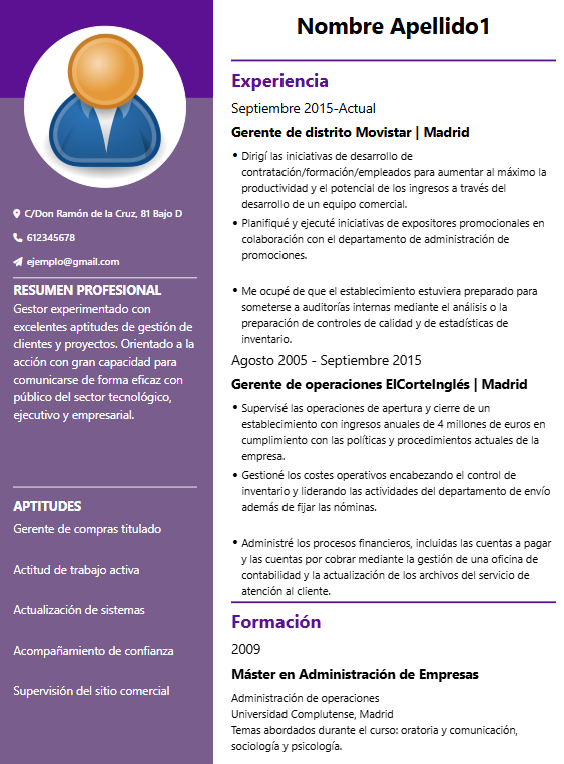 Nombre Apellido1
C/Don Ramón de la Cruz, 81 Bajo D
612345678
ejemplo@gmail.com
RESUMEN PROFESIONAL
Gestor experimentado con
excelentes aptitudes de gestión de
clientes y proyectos. Orientado a la
acción con gran capacidad para
comunicarse de forma eficaz con
público del sector tecnológico,
ejecutivo y empresarial.
APTITUDES
Gerente de compras titulado
Actitud de trabajo activa
Actualización de sistemas
Acompañamiento de confianza
Supervisión del sitio comercial
Experiencia
Septiembre 2015-Actual
Gerente de distrito Movistar | Madrid
• Dirigí las iniciativas de desarrollo de
contratación/formación/empleados para aumentar al máximo la
productividad y el potencial de los ingresos a través del
desarrollo de un equipo comercial.
• Planifiqué y ejecuté iniciativas de expositores promocionales en
colaboración con el departamento de administración de
promociones.
• Me ocupé de que el establecimiento estuviera preparado para
someterse a auditorías internas mediante el análisis o la
preparación de controles de calidad y de estadísticas de
inventario.
Agosto 2005 - Septiembre 2015
Gerente de operaciones ElCorteInglés | Madrid
• Supervisé las operaciones de apertura y cierre de un
establecimiento con ingresos anuales de 4 millones de euros en
cumplimiento con las políticas y procedimientos actuales de la
empresa.
• Gestioné los costes operativos encabezando el control de
inventario y liderando las actividades del departamento de envío
además de fijar las nóminas.
• Administré los procesos financieros, incluidas las cuentas a pagar
y las cuentas por cobrar mediante la gestión de una oficina de
contabilidad y la actualización de los archivos del servicio de
atención al cliente.
Formación
2009
Máster en Administración de Empresas
Administración de operaciones
Universidad Complutense, Madrid
Temas abordados durante el curso: oratoria y comunicación,
sociología y psicología.